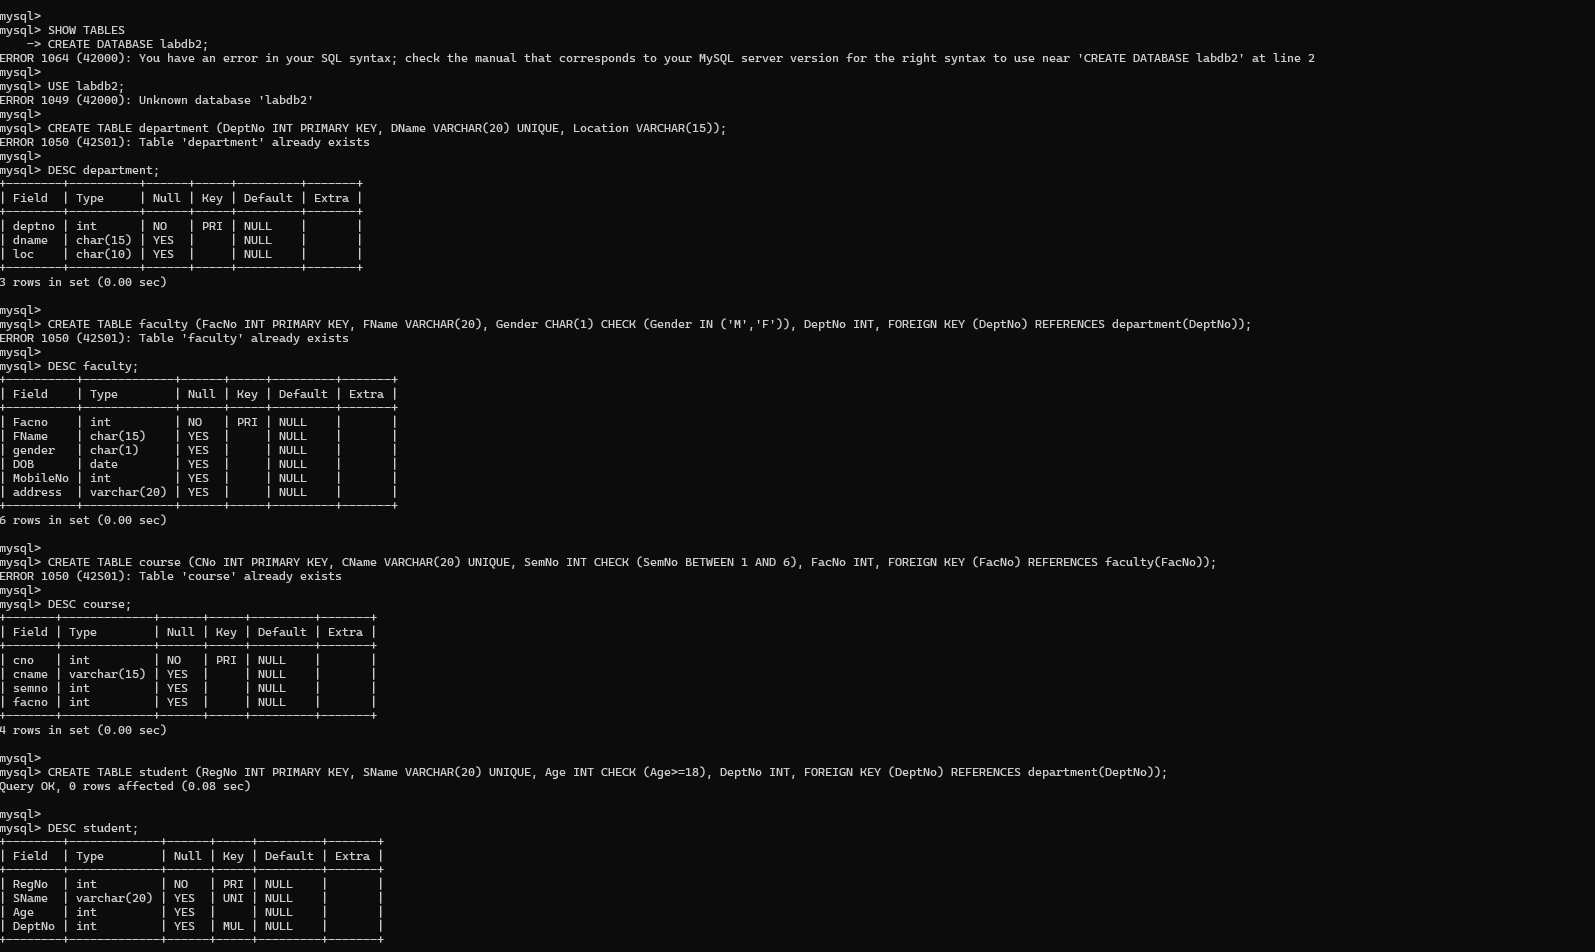 mysql>
mysql> SHOW TABLES
    -> CREATE DATABASE labdb2;
ERROR 1064 (42000): You have an error in your SQL syntax; check the manual that corresponds to your MySQL server version for the right syntax to use near 'CREATE DATABASE labdb2' at line 2
mysql>
mysql> USE labdb2;
ERROR 1049 (42000): Unknown database 'labdb2'
mysql>
mysql> CREATE TABLE department (DeptNo INT PRIMARY KEY, DName VARCHAR(20) UNIQUE, Location VARCHAR(15));
ERROR 1050 (42S01): Table 'department' already exists
mysql>
mysql> DESC department;
+--------+----------+------+-----+---------+-------+
| Field  | Type     | Null | Key | Default | Extra |
+--------+----------+------+-----+---------+-------+
| deptno | int      | NO   | PRI | NULL    |       |
| dname  | char(15) | YES  |     | NULL    |       |
| loc    | char(10) | YES  |     | NULL    |       |
+--------+----------+------+-----+---------+-------+
3 rows in set (0.00 sec)

mysql>
mysql> CREATE TABLE faculty (FacNo INT PRIMARY KEY, FName VARCHAR(20), Gender CHAR(1) CHECK (Gender IN ('M','F')), DeptNo INT, FOREIGN KEY (DeptNo) REFERENCES department(DeptNo));
ERROR 1050 (42S01): Table 'faculty' already exists
mysql>
mysql> DESC faculty;
+----------+-------------+------+-----+---------+-------+
| Field    | Type        | Null | Key | Default | Extra |
+----------+-------------+------+-----+---------+-------+
| Facno    | int         | NO   | PRI | NULL    |       |
| FName    | char(15)    | YES  |     | NULL    |       |
| gender   | char(1)     | YES  |     | NULL    |       |
| DOB      | date        | YES  |     | NULL    |       |
| MobileNo | int         | YES  |     | NULL    |       |
| address  | varchar(20) | YES  |     | NULL    |       |
+----------+-------------+------+-----+---------+-------+
6 rows in set (0.00 sec)

mysql>
mysql> CREATE TABLE course (CNo INT PRIMARY KEY, CName VARCHAR(20) UNIQUE, SemNo INT CHECK (SemNo BETWEEN 1 AND 6), FacNo INT, FOREIGN KEY (FacNo) REFERENCES faculty(FacNo));
ERROR 1050 (42S01): Table 'course' already exists
mysql>
mysql> DESC course;
+-------+-------------+------+-----+---------+-------+
| Field | Type        | Null | Key | Default | Extra |
+-------+-------------+------+-----+---------+-------+
| cno   | int         | NO   | PRI | NULL    |       |
| cname | varchar(15) | YES  |     | NULL    |       |
| semno | int         | YES  |     | NULL    |       |
| facno | int         | YES  |     | NULL    |       |
+-------+-------------+------+-----+---------+-------+
4 rows in set (0.00 sec)

mysql>
mysql> CREATE TABLE student (RegNo INT PRIMARY KEY, SName VARCHAR(20) UNIQUE, Age INT CHECK (Age>=18), DeptNo INT, FOREIGN KEY (DeptNo) REFERENCES department(DeptNo));
Query OK, 0 rows affected (0.08 sec)

mysql>
mysql> DESC student;
+--------+-------------+------+-----+---------+-------+
| Field  | Type        | Null | Key | Default | Extra |
+--------+-------------+------+-----+---------+-------+
| RegNo  | int         | NO   | PRI | NULL    |       |
| SName  | varchar(20) | YES  | UNI | NULL    |       |
| Age    | int         | YES  |     | NULL    |       |
| DeptNo | int         | YES  | MUL | NULL    |       |
+--------+-------------+------+-----+---------+-------+